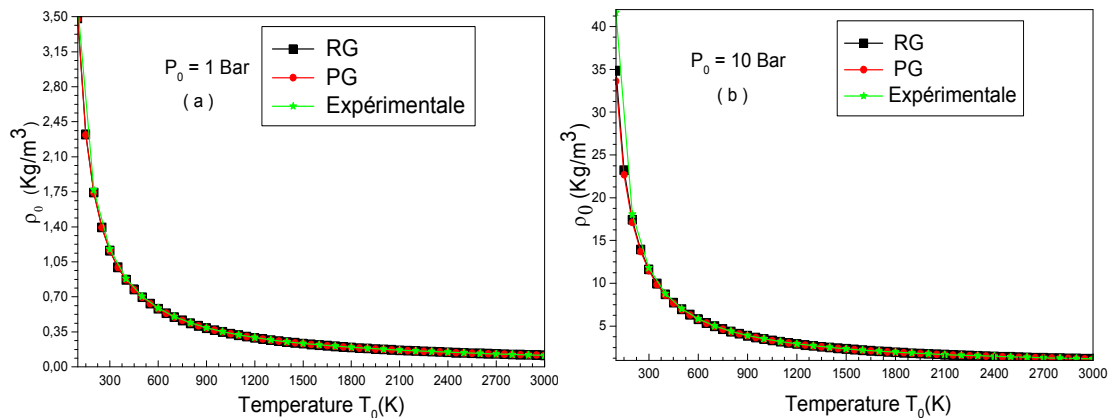 3,50
3,15
2,80
2,45
2,10
1,75
1,40
1,05
0,70
0,35
0,00
ρ₀ (Kg/m³)
P₀ = 1 Bar
( a )
RG
PG
Expérimentale
300 600 900 1200 1500 1800 2100 2400 2700 3000
Temperature T₀(K)
40
35
30
25
20
15
10
5
ρ₀ (Kg/m³)
P₀ = 10 Bar
( b )
RG
PG
Expérimentale
300 600 900 1200 1500 1800 2100 2400 2700 3000
Temperature T₀(K)